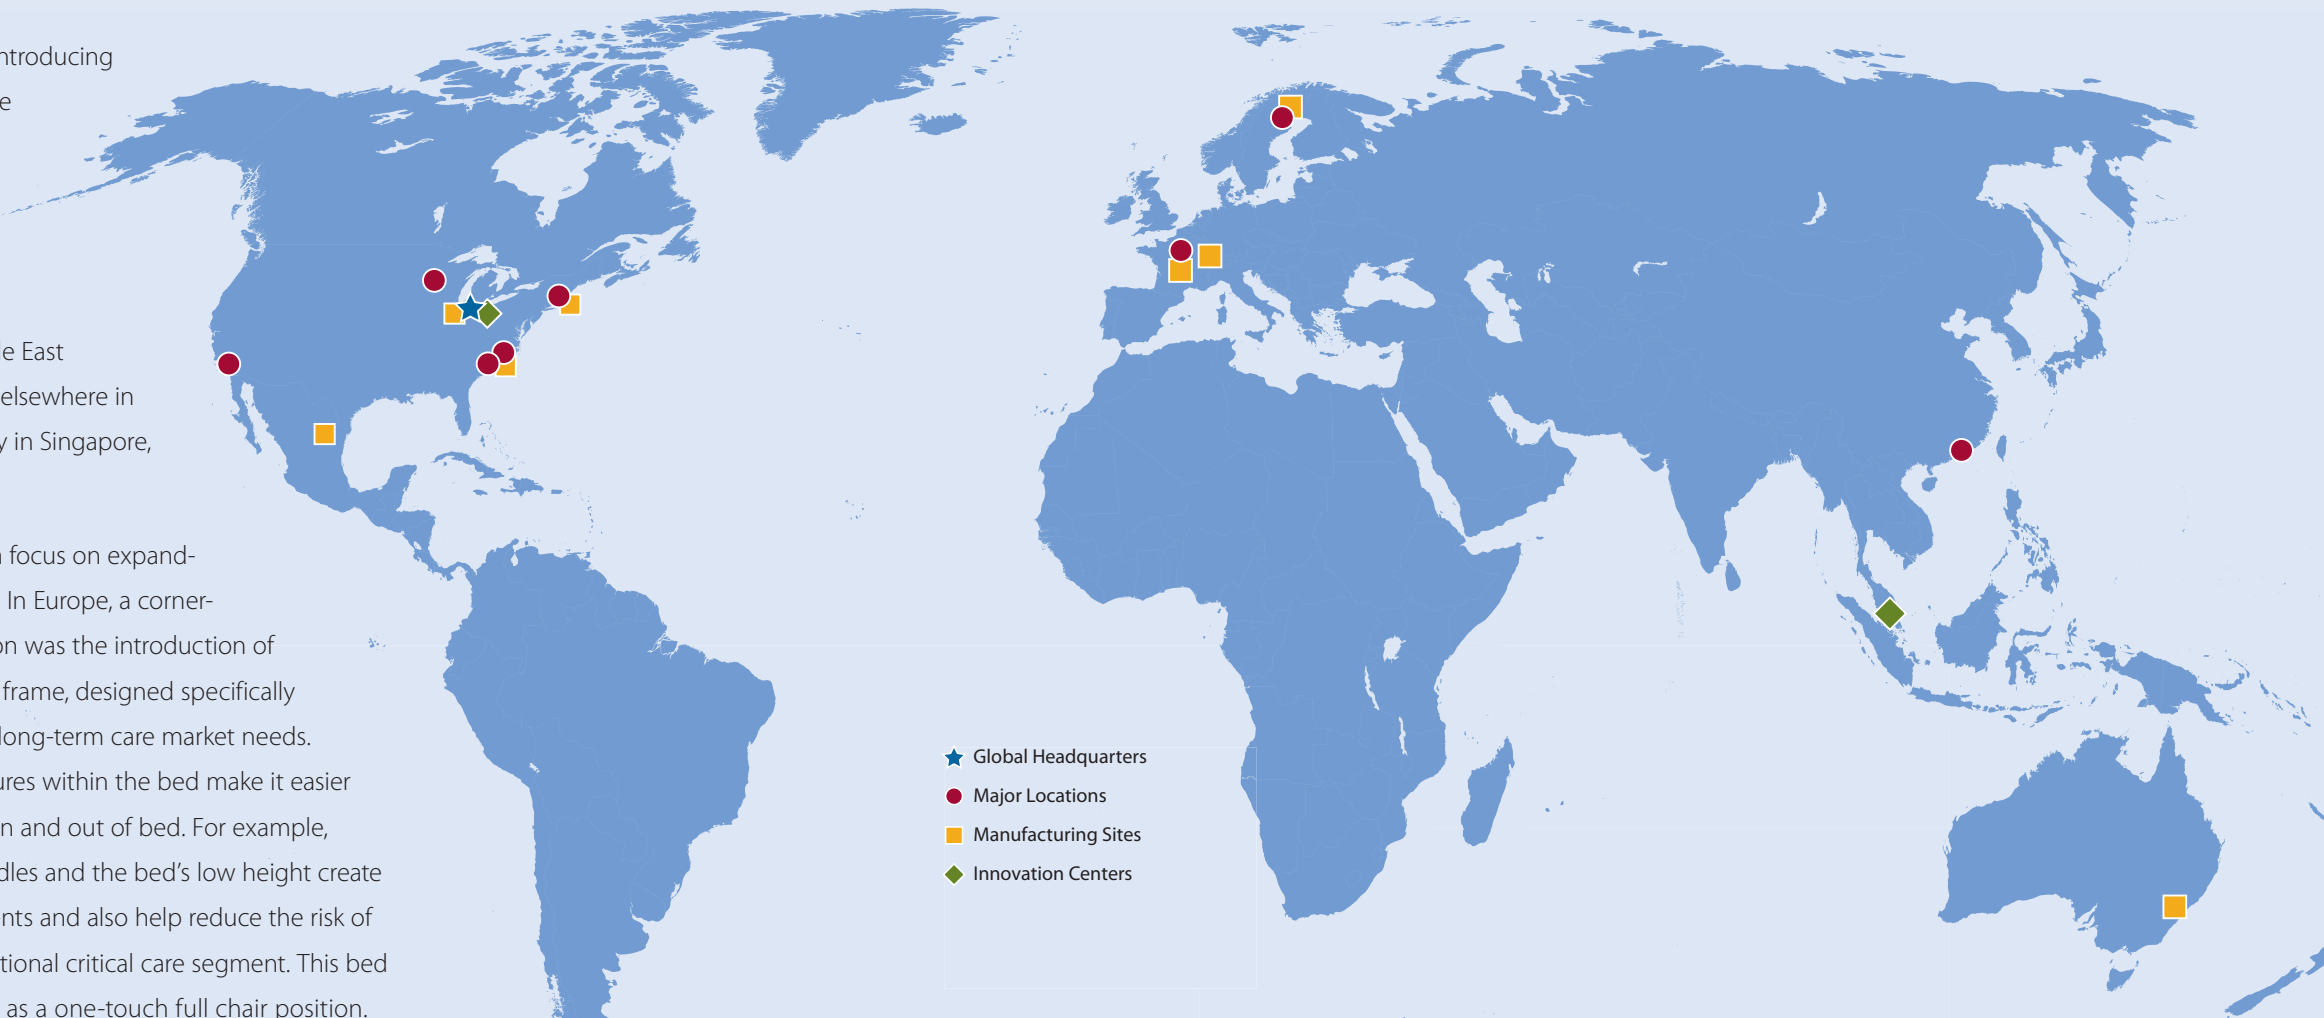 ntroducing
e
le East
elsewhere in
y in Singapore,
focus on expand-
In Europe, a corner-
on was the introduction of
frame, designed specifically
long-term care market needs.
ures within the bed make it easier
n and out of bed. For example,
dles and the bed's low height create
nts and also help reduce the risk of
tional critical care segment. This bed
as a one-touch full chair position.
Global Headquarters
Major Locations
Manufacturing Sites
Innovation Centers